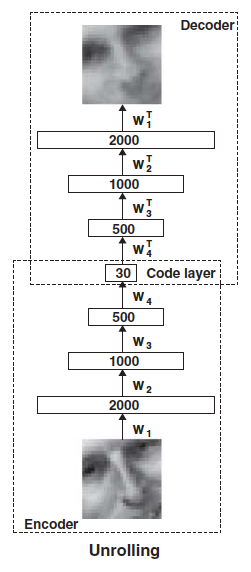 Decoder
W₁ᵀ
2000
W₂ᵀ
1000
W₃ᵀ
500
W₄ᵀ
30 Code layer
W₄
500
W₃
1000
W₂
2000
W₁
Encoder
Unrolling